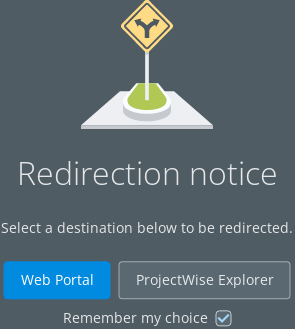 Redirection notice
Select a destination below to be redirected.
Web Portal ProjectWise Explorer
Remember my choice